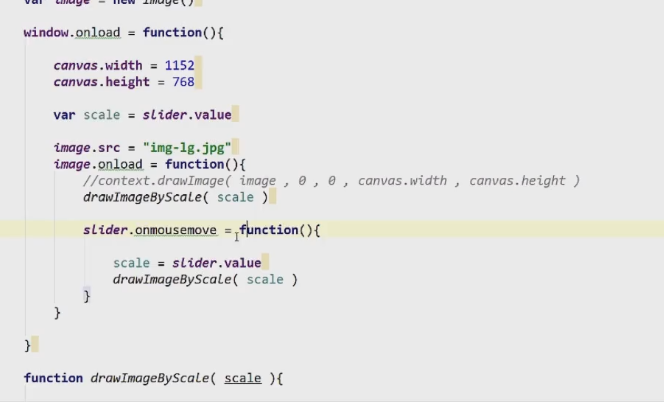 var image = new Image()
window.onload = function(){
canvas.width = 1152
canvas.height = 768
var scale = slider.value
image.src = "img-lg.jpg"
image.onload = function(){
//context.drawImage( image , 0 , 0 , canvas.width , canvas.height )
drawImageByScale( scale )
slider.onmousemove = function(){
scale = slider.value
drawImageByScale( scale )
}
}
}
function drawImageByScale( scale ){